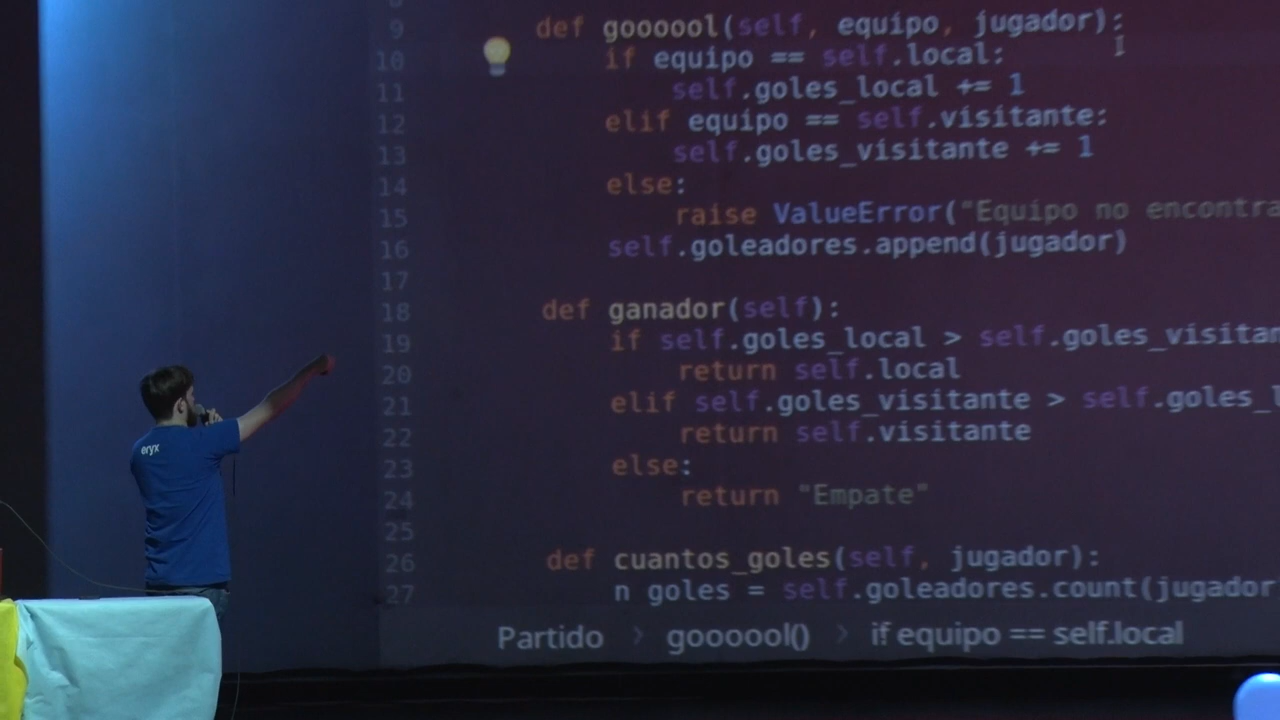 9 def goooool(self, equipo, jugador):
10 if equipo == self.local:
11 self.goles_local += 1
12 elif equipo == self.visitante:
13 self.goles_visitante += 1
14 else:
15 raise ValueError("Equipo no encontra
16 self.goleadores.append(jugador)
17
18 def ganador(self):
19 if self.goles_local > self.goles_visitan
20 return self.local
21 elif self.goles_visitante > self.goles_l
22 return self.visitante
23 else:
24 return "Empate"
25
26 def cuantos_goles(self, jugador):
27 n goles = self.goleadores.count(jugador
Partido > goooool() > if equipo == self.local
eryx